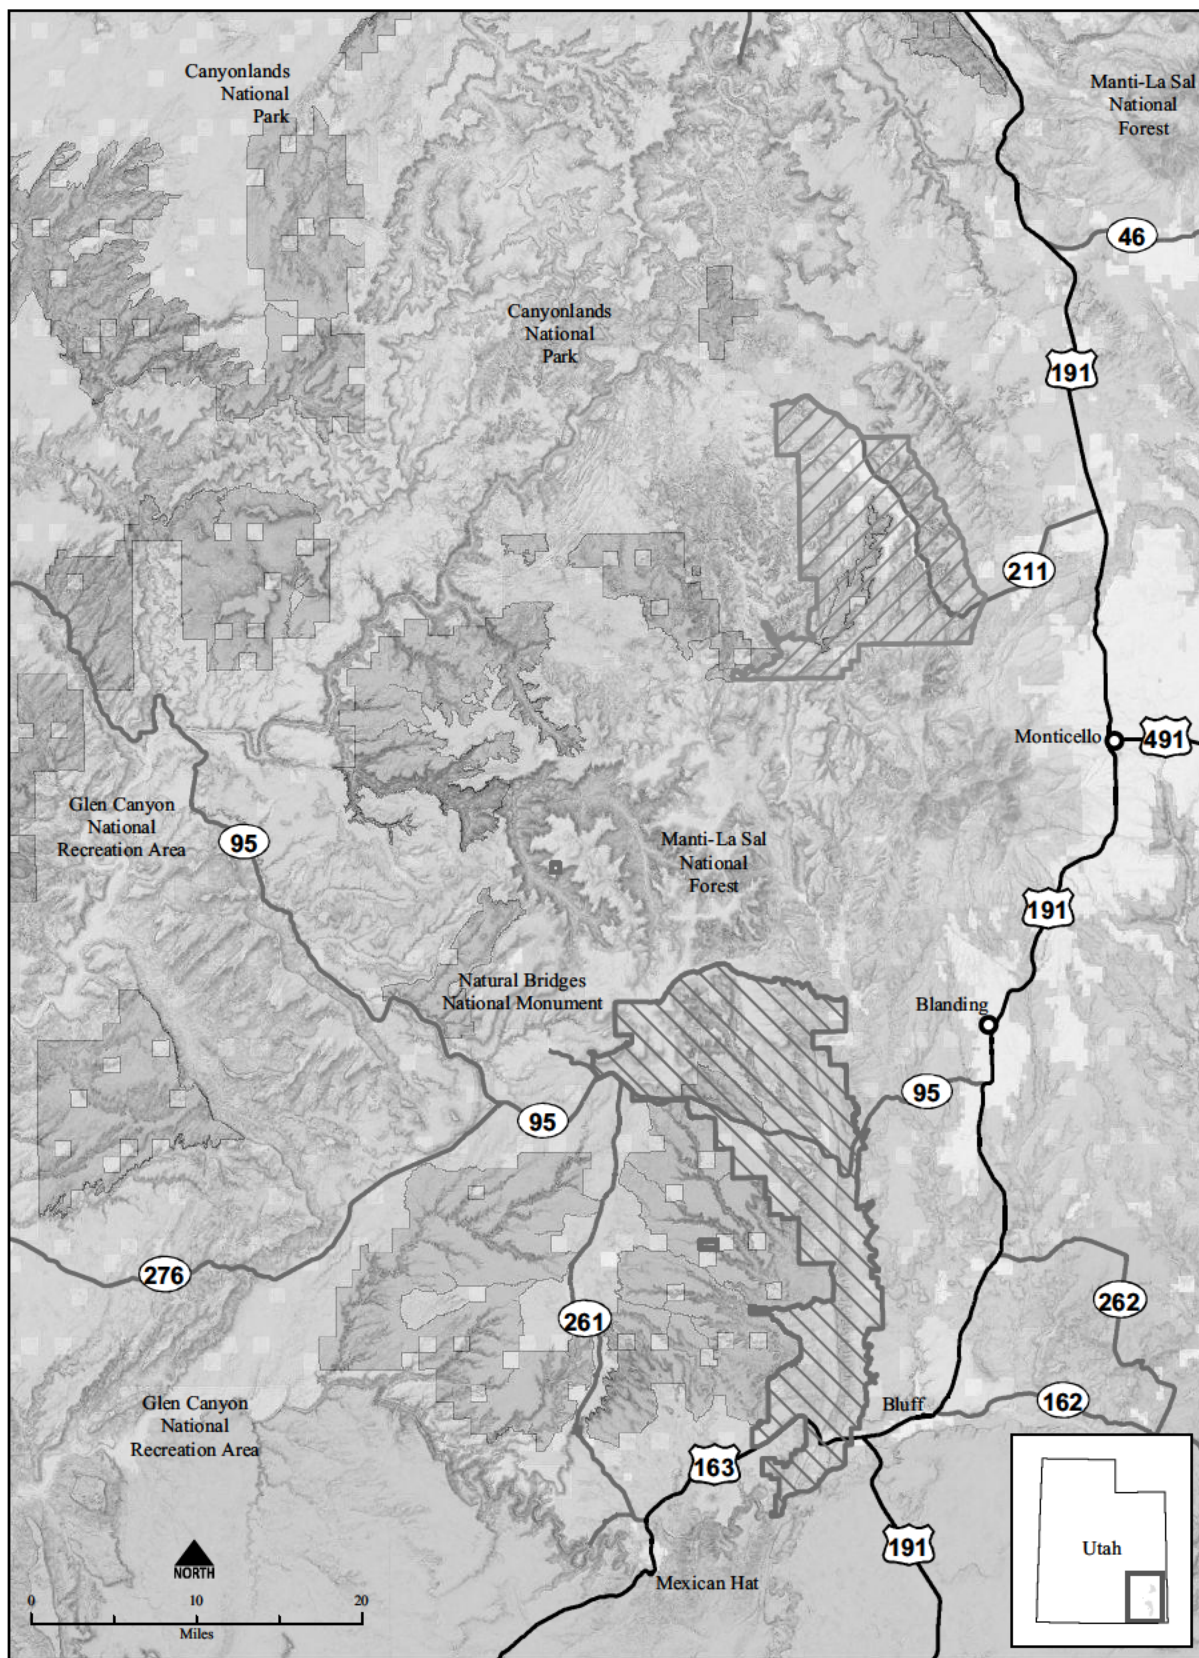 Canyonlands
National
Park
Manti-La Sal
National
Forest
46
Canyonlands
National
Park
191
211
Monticello
491
Glen Canyon
National
Recreation Area
95
Manti-La Sal
National
Forest
191
Natural Bridges
National Monument
Blanding
95
95
276
261
262
Glen Canyon
National
Recreation Area
Bluff
162
163
191
Utah
NORTH
Mexican Hat
0 10 20
Miles